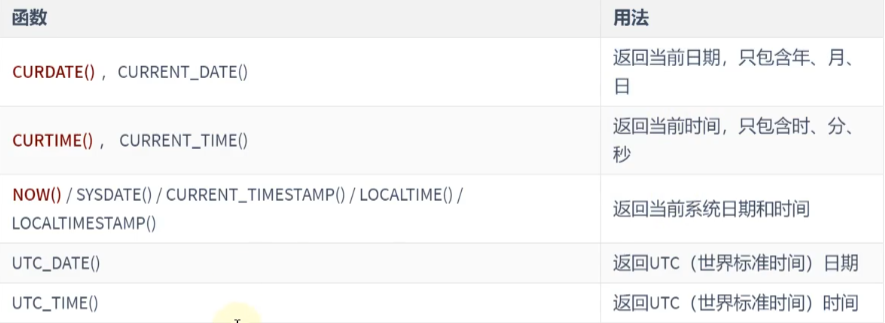 函数 用法
CURDATE() ，CURRENT_DATE() 返回当前日期，只包含年、月、
日
CURTIME() ， CURRENT_TIME() 返回当前时间，只包含时、分、
秒
NOW() / SYSDATE() / CURRENT_TIMESTAMP() / LOCALTIME() /
LOCALTIMESTAMP() 返回当前系统日期和时间
UTC_DATE() 返回UTC（世界标准时间）日期
UTC_TIME() 返回UTC（世界标准时间）时间